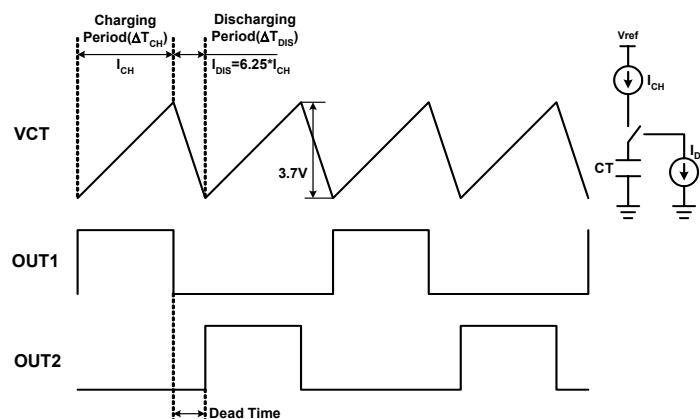 Charging
Period(ΔT_CH)
Discharging
Period(ΔT_DIS)
I_CH
I_DIS=6.25*I_CH
Vref
I_CH
VCT
3.7V
CT
I_D
OUT1
OUT2
Dead Time